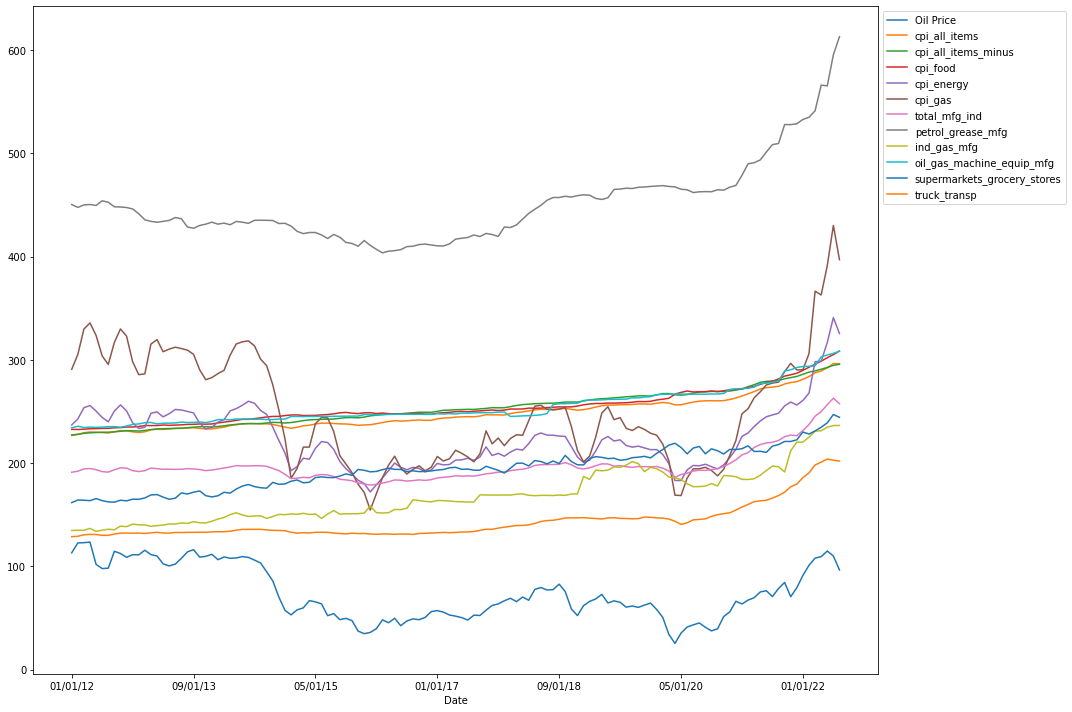 600
500
400
300
200
100
0
01/01/12
09/01/13
05/01/15
01/01/17
09/01/18
05/01/20
01/01/22
Date
Oil Price
cpi_all_items
cpi_all_items_minus
cpi_food
cpi_energy
cpi_gas
total_mfg_ind
petrol_grease_mfg
ind_gas_mfg
oil_gas_machine_equip_mfg
supermarkets_grocery_stores
truck_transp